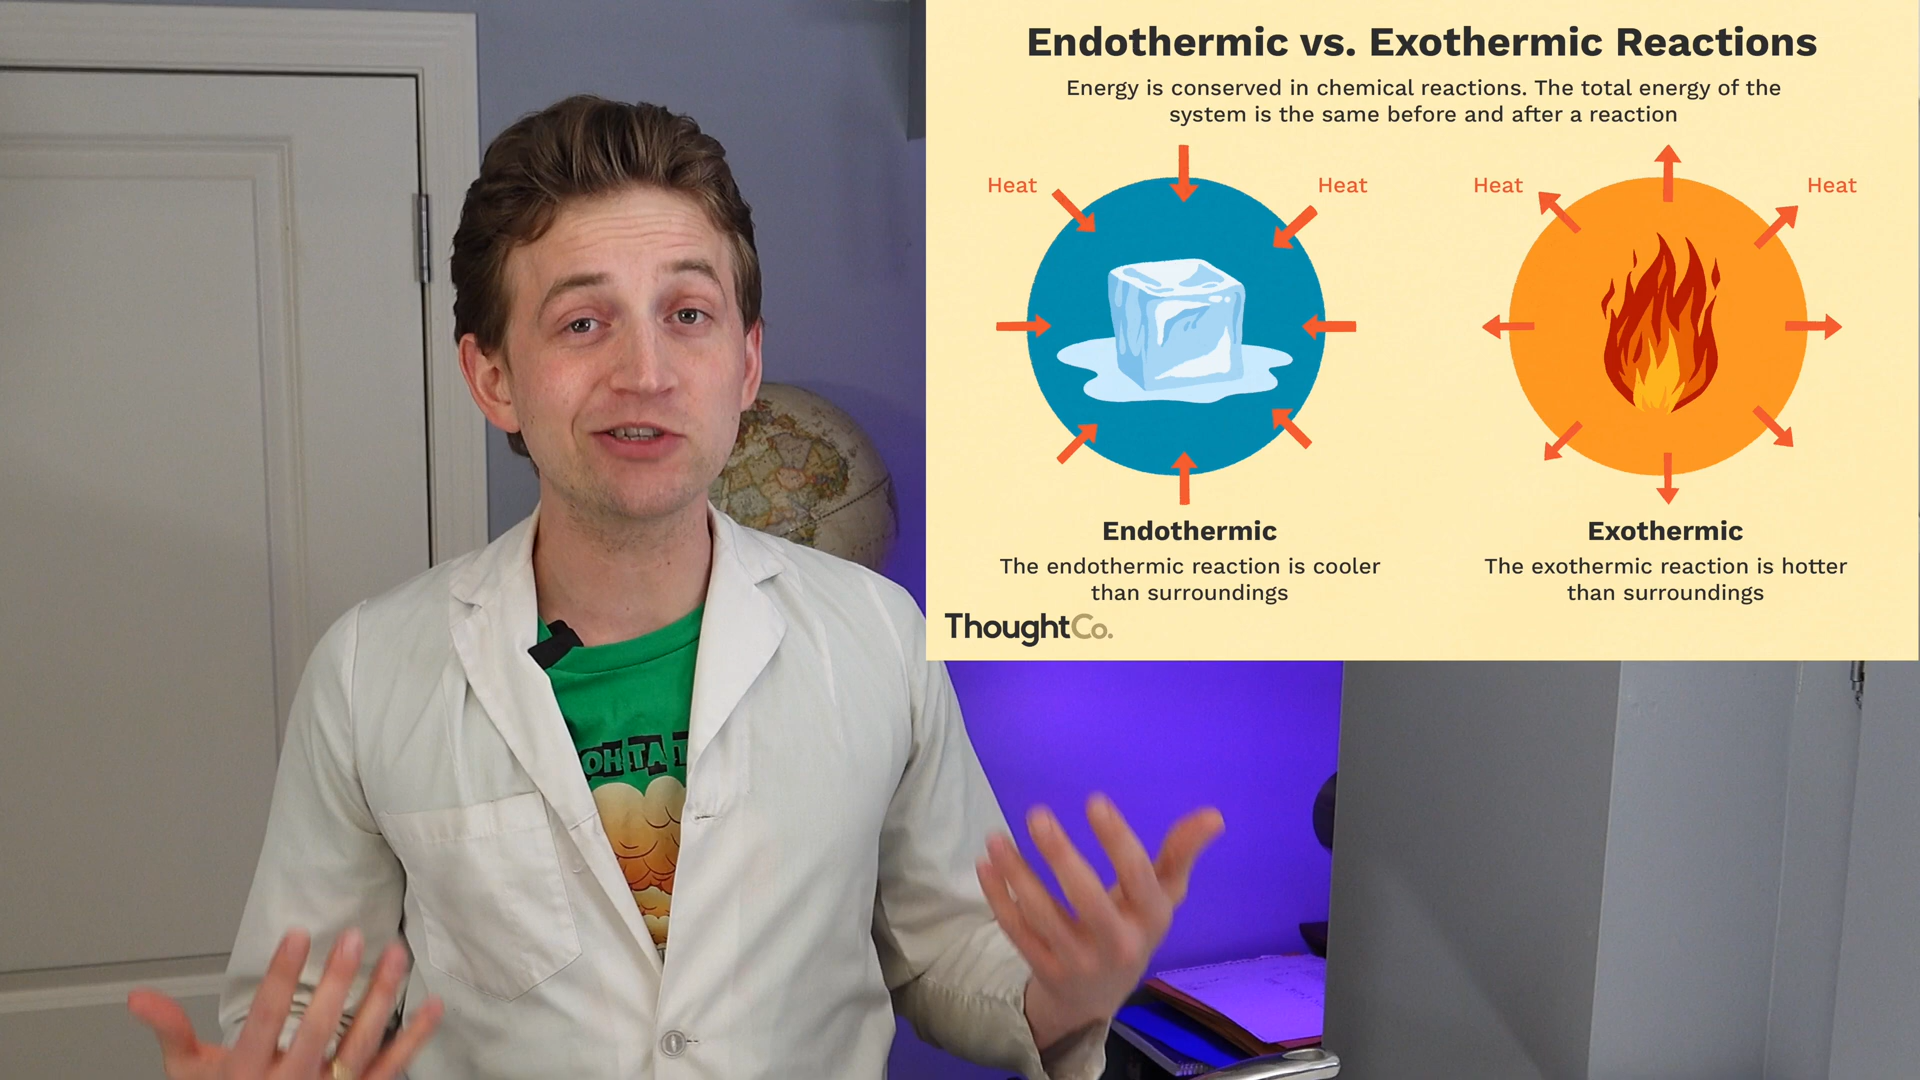 Endothermic vs. Exothermic Reactions
Energy is conserved in chemical reactions. The total energy of the
system is the same before and after a reaction
Heat
Heat
Heat
Heat
Endothermic
The endothermic reaction is cooler
than surroundings
Exothermic
The exothermic reaction is hotter
than surroundings
ThoughtCo.
OH TA T